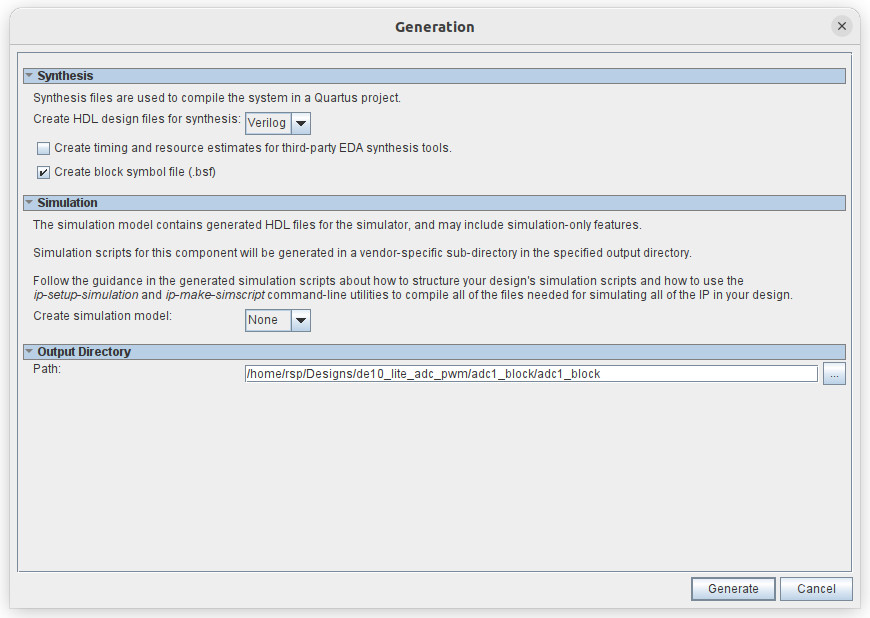 Generation
Synthesis
Synthesis files are used to compile the system in a Quartus project.
Create HDL design files for synthesis: Verilog
Create timing and resource estimates for third-party EDA synthesis tools.
Create block symbol file (.bsf)
Simulation
The simulation model contains generated HDL files for the simulator, and may include simulation-only features.
Simulation scripts for this component will be generated in a vendor-specific sub-directory in the specified output directory.
Follow the guidance in the generated simulation scripts about how to structure your design's simulation scripts and how to use the
ip-setup-simulation and ip-make-simscript command-line utilities to compile all of the files needed for simulating all of the IP in your design.
Create simulation model: None
Output Directory
Path: /home/rsp/Designs/de10_lite_adc_pwm/adc1_block/adc1_block ...
Generate Cancel